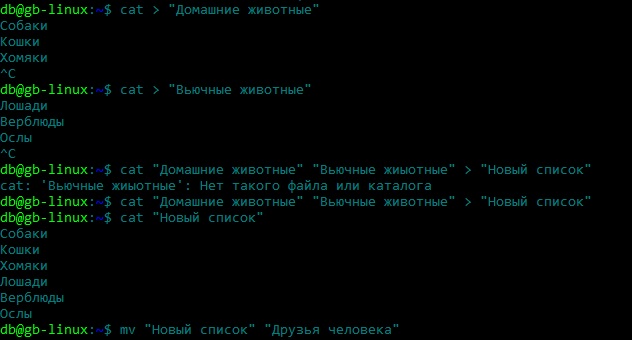 db@gb-linux:~$ cat > "Домашние животные"
Собаки
Кошки
Хомяки
^C
db@gb-linux:~$ cat > "Вьючные животные"
Лошади
Верблюды
Ослы
^C
db@gb-linux:~$ cat "Домашние животные" "Вьючные жиыотные" > "Новый список"
cat: 'Вьючные жиыотные': Нет такого файла или каталога
db@gb-linux:~$ cat "Домашние животные" "Вьючные животные" > "Новый список"
db@gb-linux:~$ cat "Новый список"
Собаки
Кошки
Хомяки
Лошади
Верблюды
Ослы
db@gb-linux:~$ mv "Новый список" "Друзья человека"